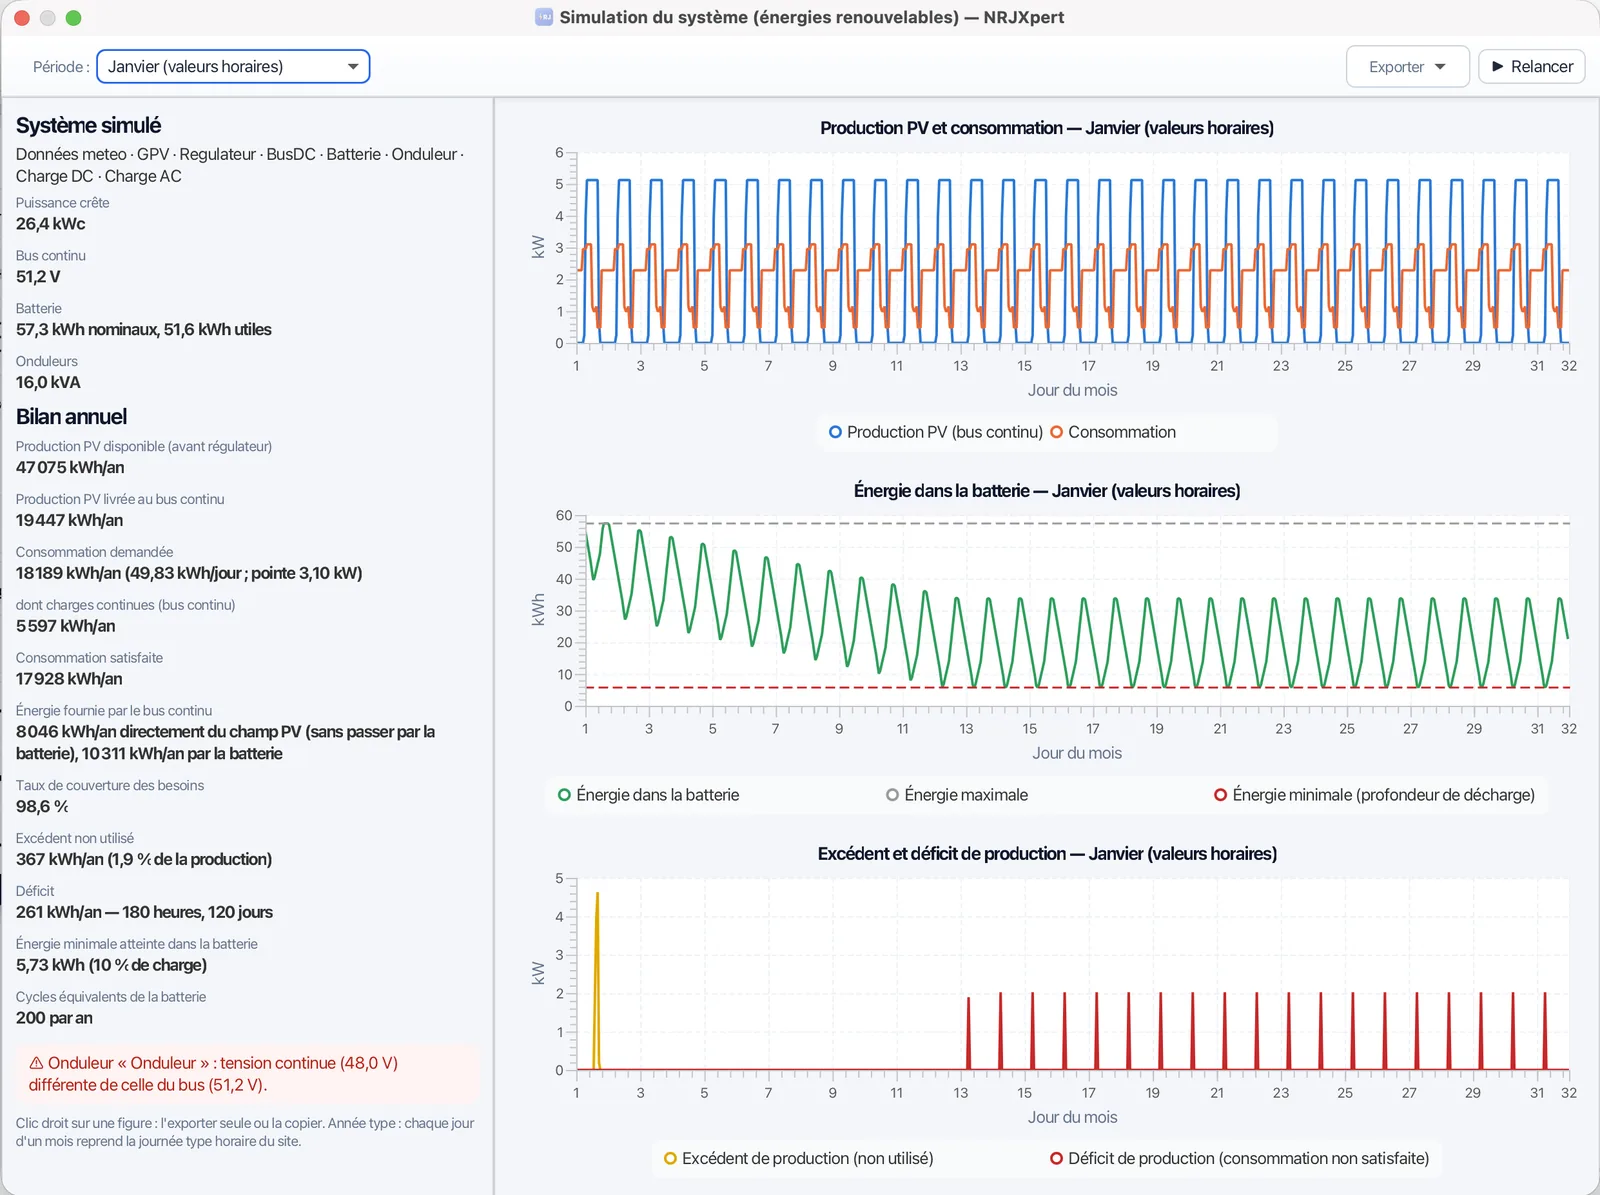 Simulation du système (énergies renouvelables) — NRJXpert
Période : Janvier (valeurs horaires)
Exporter
Relancer
Système simulé
Données meteo · GPV · Regulateur · BusDC · Batterie · Onduleur ·
Charge DC · Charge AC
Puissance crête
26,4 kWc
Bus continu
51,2 V
Batterie
57,3 kWh nominaux, 51,6 kWh utiles
Onduleurs
16,0 kVA
Bilan annuel
Production PV disponible (avant régulateur)
47 075 kWh/an
Production PV livrée au bus continu
19 447 kWh/an
Consommation demandée
18 189 kWh/an (49,83 kWh/jour ; pointe 3,10 kW)
dont charges continues (bus continu)
5 597 kWh/an
Consommation satisfaite
17 928 kWh/an
Énergie fournie par le bus continu
8 046 kWh/an directement du champ PV (sans passer par la
batterie), 10 311 kWh/an par la batterie
Taux de couverture des besoins
98,6 %
Excédent non utilisé
367 kWh/an (1,9 % de la production)
Déficit
261 kWh/an — 180 heures, 120 jours
Énergie minimale atteinte dans la batterie
5,73 kWh (10 % de charge)
Cycles équivalents de la batterie
200 par an
⚠ Onduleur « Onduleur » : tension continue (48,0 V)
différente de celle du bus (51,2 V).
Clic droit sur une figure : l'exporter seule ou la copier. Année type : chaque jour
d'un mois reprend la journée type horaire du site.
Production PV et consommation — Janvier (valeurs horaires)
6
5
4
3
2
1
0
kW
1 3 5 7 9 11 13 15 17 19 21 23 25 27 29 31 32
Jour du mois
Production PV (bus continu) Consommation
Énergie dans la batterie — Janvier (valeurs horaires)
60
50
40
30
20
10
0
kWh
1 3 5 7 9 11 13 15 17 19 21 23 25 27 29 31 32
Jour du mois
Énergie dans la batterie Énergie maximale Énergie minimale (profondeur de décharge)
Excédent et déficit de production — Janvier (valeurs horaires)
5
4
3
2
1
0
kW
1 3 5 7 9 11 13 15 17 19 21 23 25 27 29 31 32
Jour du mois
Excédent de production (non utilisé) Déficit de production (consommation non satisfaite)